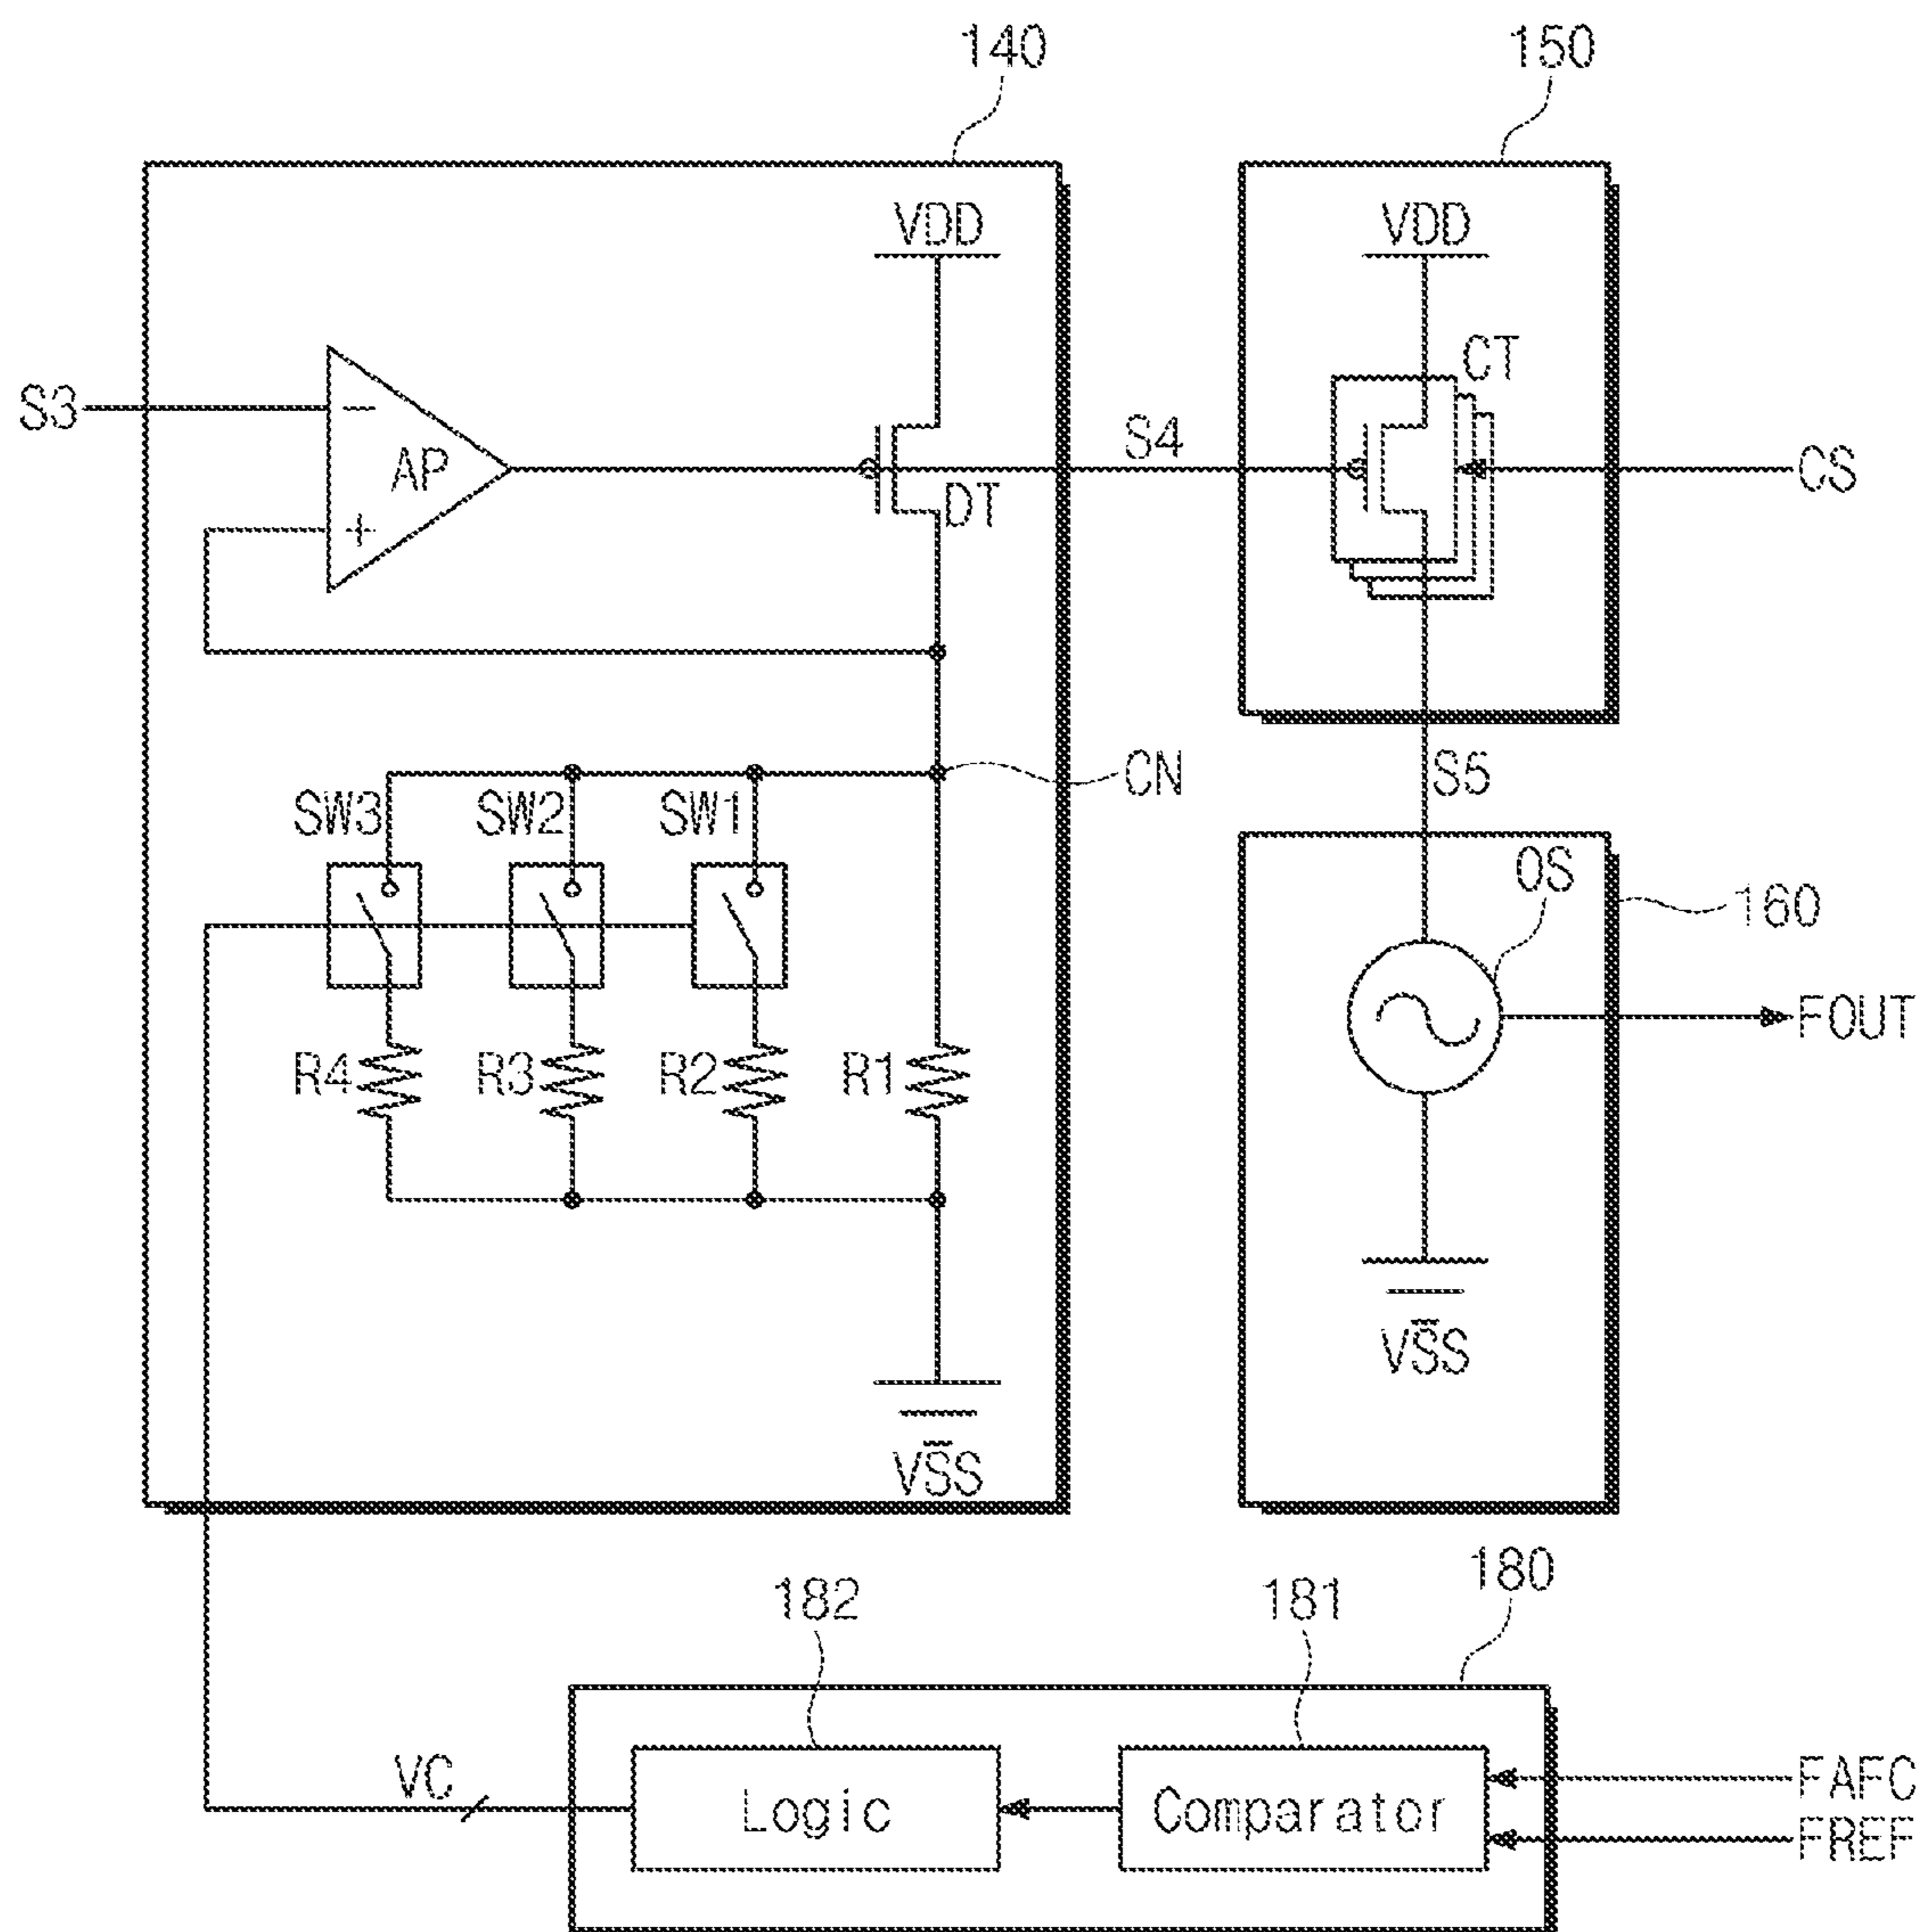 140
150
VDD
VDD
CT
S3
AP
S4
CS
DT
CN
S5
SW3
SW2
SW1
OS
160
FOUT
R4
R3
R2
R1
VSS
VSS
180
182
181
VC
Logic
Comparator
FAFC
FREF